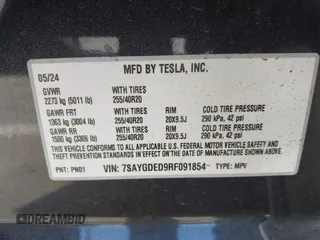 MFD BY TESLA, INC.
05/24
GVWR WITH TIRES
2273 kg (5011 lb) 255/40R20
GAWR FRT WITH TIRES RIM COLD TIRE PRESSURE
1363 kg (3004 lb) 255/40R20 20X9.5J 290 kPa, 42 psi
GAWR RR WITH TIRES RIM COLD TIRE PRESSURE
1500 kg (3306 lb) 255/40R20 20X9.5J 290 kPa, 42 psi
THIS VEHICLE CONFORMS TO ALL APPLICABLE U.S. FEDERAL MOTOR VEHICLE
SAFETY AND THEFT PREVENTION STANDARDS IN EFFECT ON THE DATE OF
MANUFACTURE SHOWN ABOVE.
PNT: PN01 VIN: 7SAYGDED9RF091854 TYPE: MPV
DREAMBID